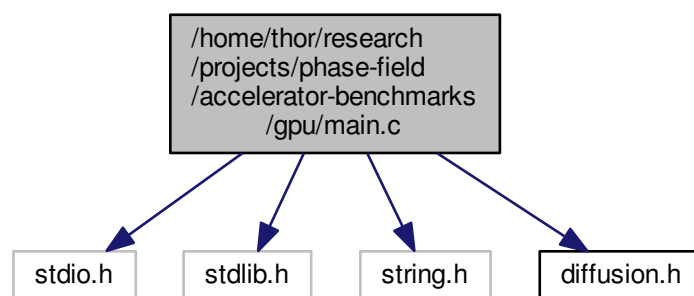 /home/thor/research
/projects/phase-field
/accelerator-benchmarks
/gpu/main.c
stdio.h
stdlib.h
string.h
diffusion.h